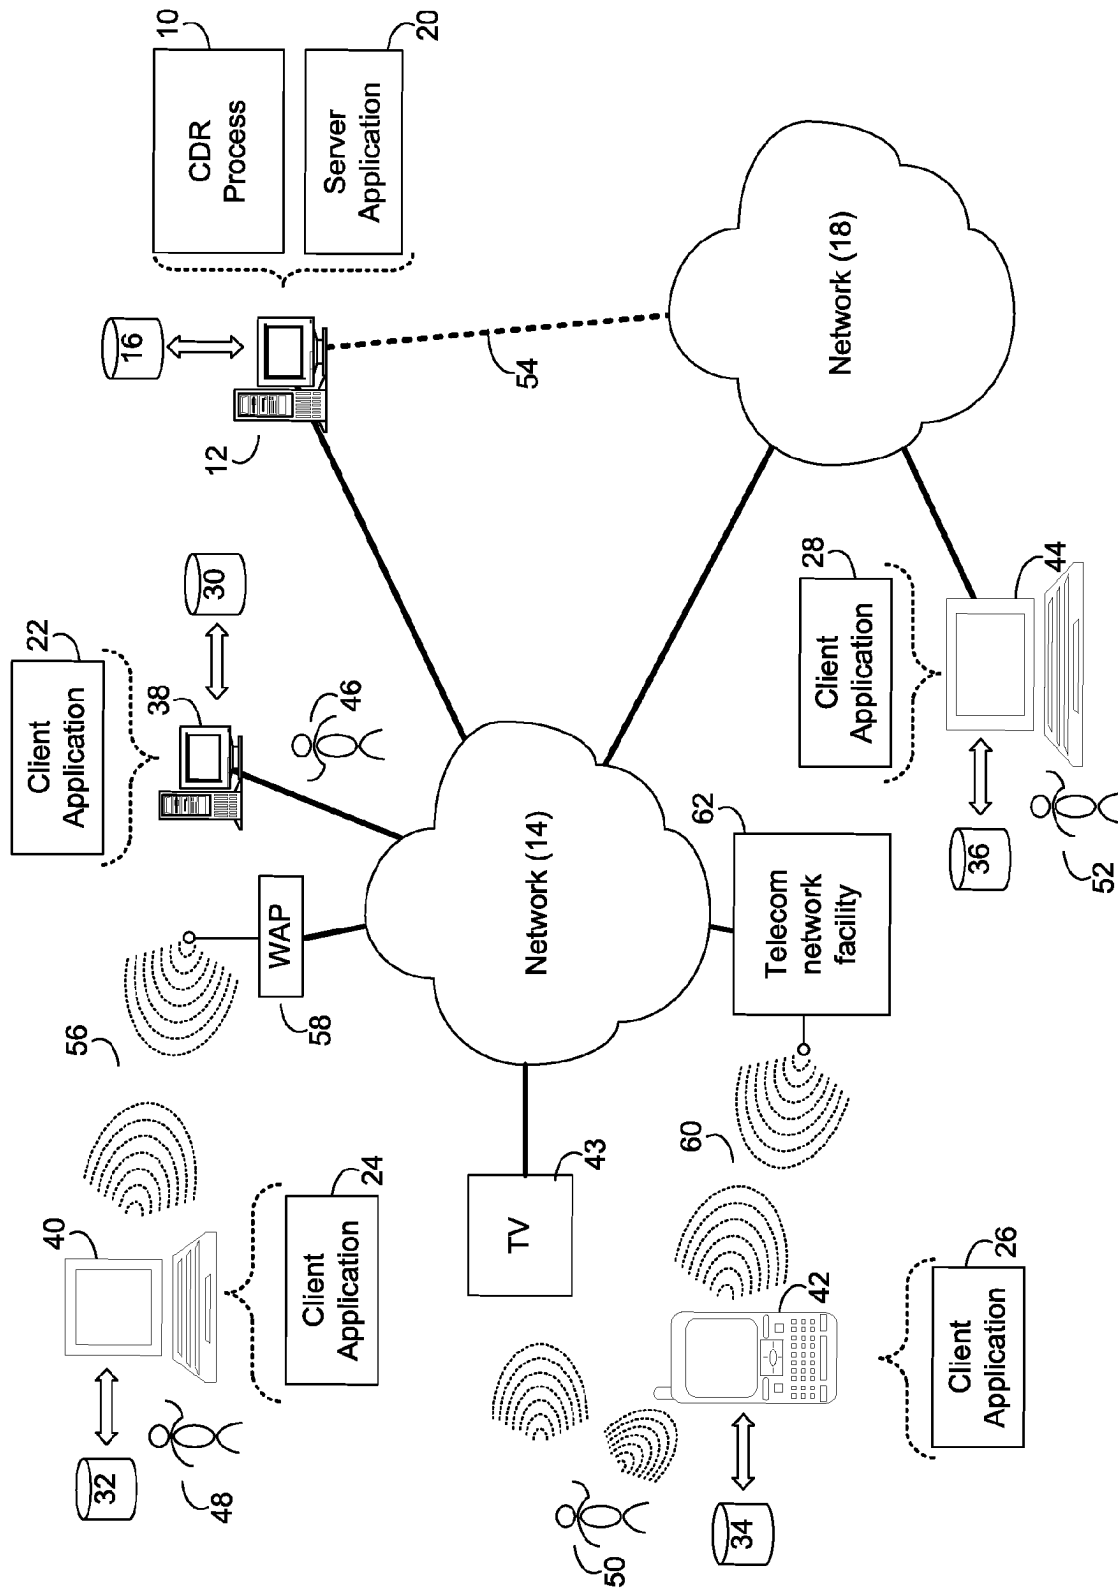 Client
Application
22
40
56
32
16
38
10
CDR
Process
48
12
30
WAP
58
Client
Application
24
46
Server
Application
20
TV
54
Network (14)
43
50
60
62
34
Telecom
network
facility
42
Network (18)
28
Client
Application
Client
Application
26
36
44
52